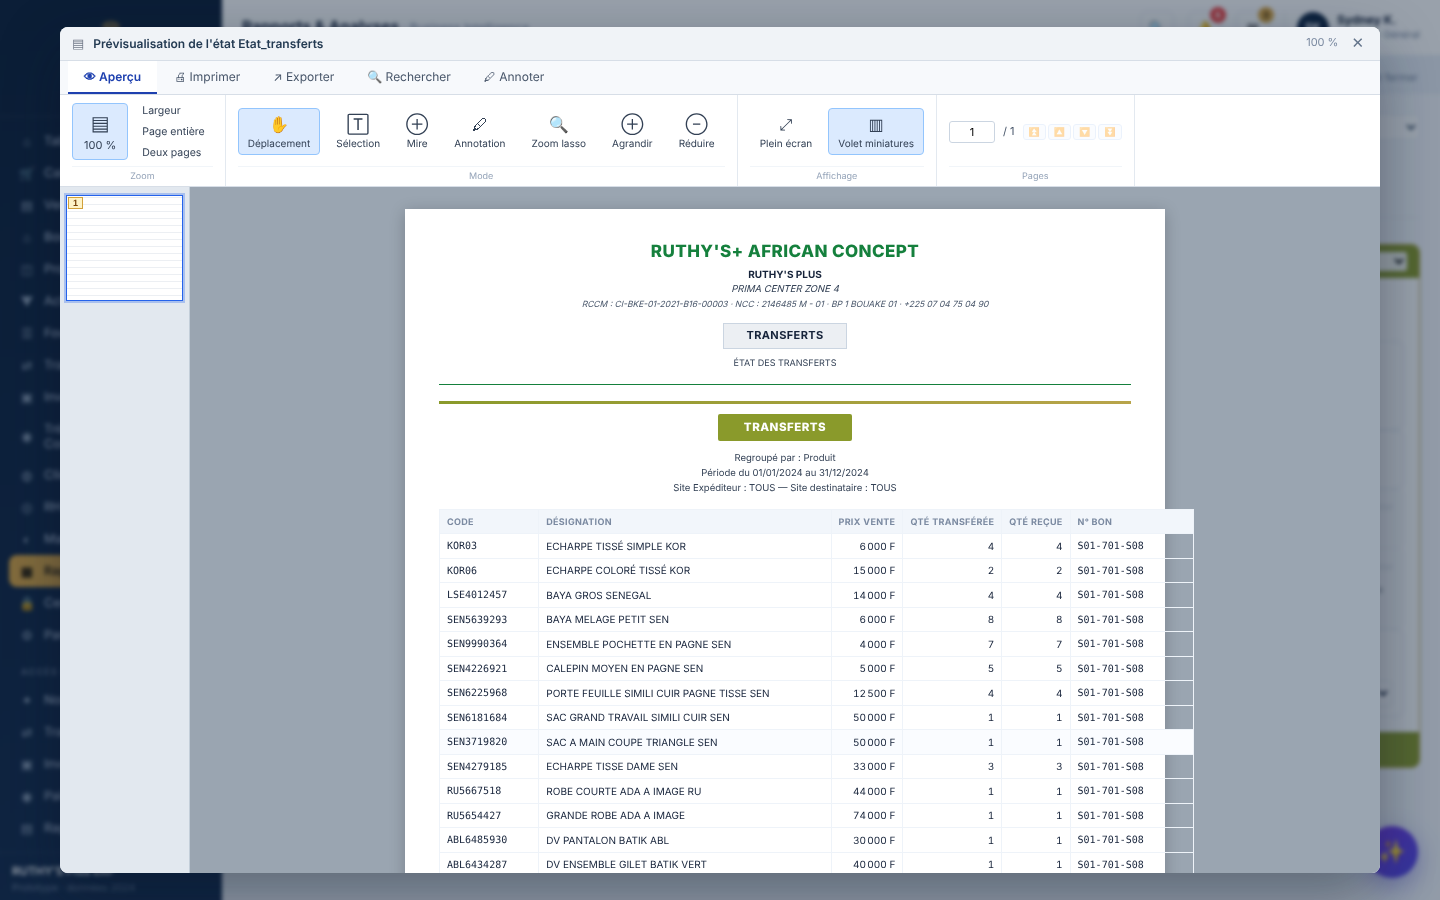 Prévisualisation de l'état Etat_transferts
100 %
Aperçu
Imprimer
Exporter
Rechercher
Annoter
100 %
Largeur
Page entière
Deux pages
Zoom
Déplacement
Sélection
Mire
Annotation
Zoom lasso
Agrandir
Réduire
Mode
Plein écran
Volet miniatures
Affichage
1 / 1
Pages
1
RUTHY'S+ AFRICAN CONCEPT
RUTHY'S PLUS
PRIMA CENTER ZONE 4
RCCM : CI-BKE-01-2021-B16-00003 · NCC : 2146485 M - 01 · BP 1 BOUAKE 01 · +225 07 04 75 04 90
TRANSFERTS
ÉTAT DES TRANSFERTS
TRANSFERTS
Regroupé par : Produit
Période du 01/01/2024 au 31/12/2024
Site Expéditeur : TOUS — Site destinataire : TOUS
CODE DÉSIGNATION PRIX VENTE QTÉ TRANSFÉRÉE QTÉ REÇUE N° BON
KOR03 ECHARPE TISSÉ SIMPLE KOR 6 000 F 4 4 S01-701-S08
KOR06 ECHARPE COLORÉ TISSÉ KOR 15 000 F 2 2 S01-701-S08
LSE4012457 BAYA GROS SENEGAL 14 000 F 4 4 S01-701-S08
SEN5639293 BAYA MELAGE PETIT SEN 6 000 F 8 8 S01-701-S08
SEN9990364 ENSEMBLE POCHETTE EN PAGNE SEN 4 000 F 7 7 S01-701-S08
SEN4226921 CALEPIN MOYEN EN PAGNE SEN 5 000 F 5 5 S01-701-S08
SEN6225968 PORTE FEUILLE SIMILI CUIR PAGNE TISSE SEN 12 500 F 4 4 S01-701-S08
SEN6181684 SAC GRAND TRAVAIL SIMILI CUIR SEN 50 000 F 1 1 S01-701-S08
SEN3719820 SAC A MAIN COUPE TRIANGLE SEN 50 000 F 1 1 S01-701-S08
SEN4279185 ECHARPE TISSE DAME SEN 33 000 F 3 3 S01-701-S08
RU5667518 ROBE COURTE ADA A IMAGE RU 44 000 F 1 1 S01-701-S08
RU5654427 GRANDE ROBE ADA A IMAGE 74 000 F 1 1 S01-701-S08
ABL6485930 DV PANTALON BATIK ABL 30 000 F 1 1 S01-701-S08
ABL6434287 DV ENSEMBLE GILET BATIK VERT 40 000 F 1 1 S01-701-S08